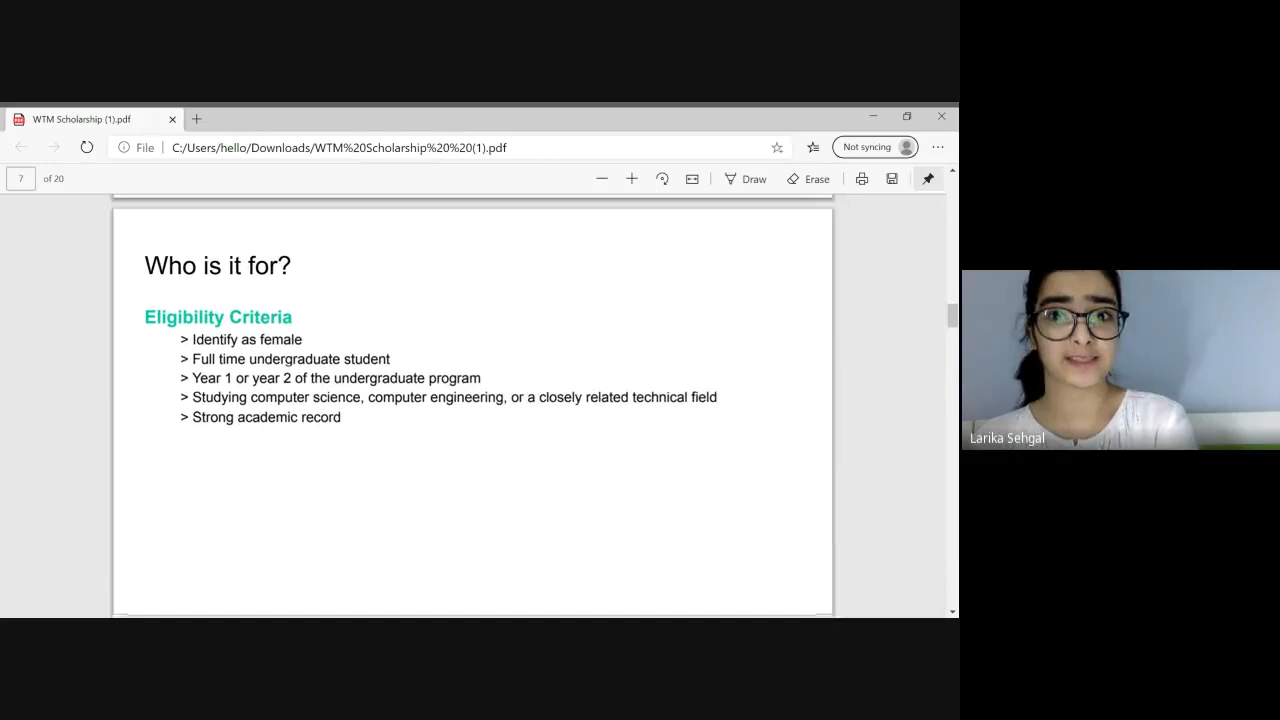 WTM Scholarship (1).pdf
File
C:/Users/hello/Downloads/WTM%20Scholarship%20%20(1).pdf
Not syncing
7 of 20
Draw
Erase
Who is it for?
Eligibility Criteria
> Identify as female
> Full time undergraduate student
> Year 1 or year 2 of the undergraduate program
> Studying computer science, computer engineering, or a closely related technical field
> Strong academic record
Larika Sehgal